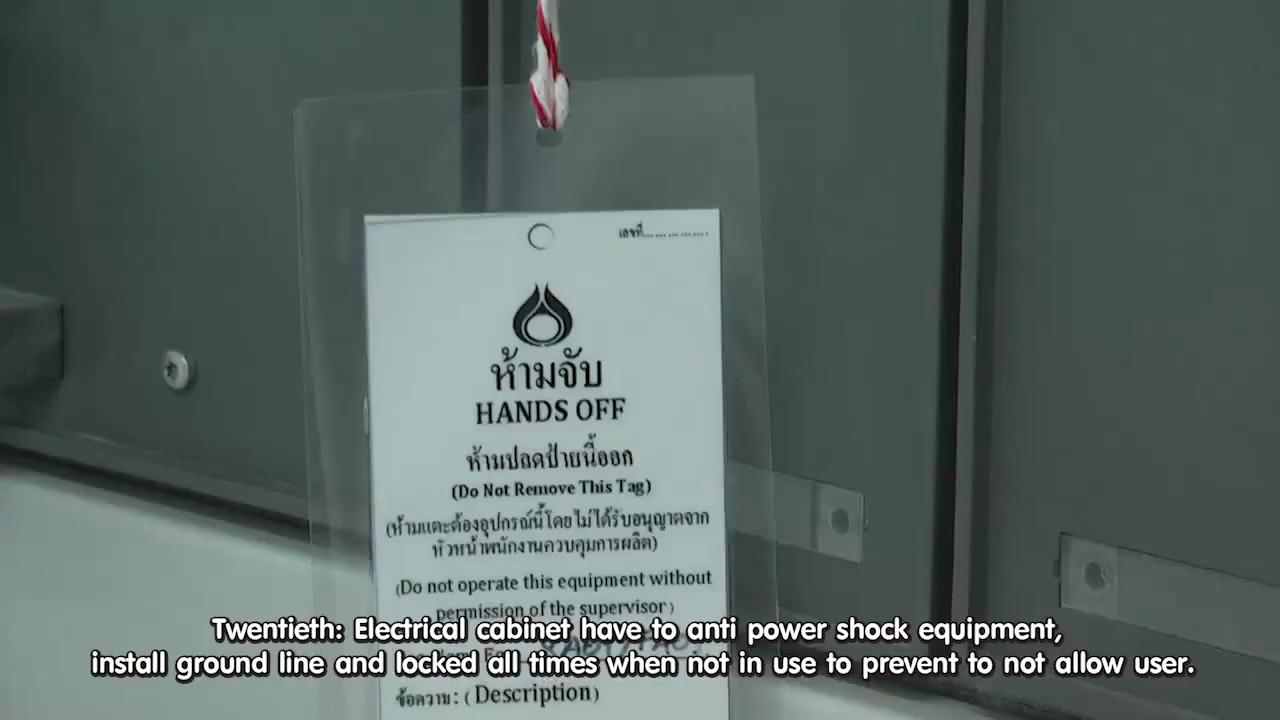 เลขที่................
ห้ามจับ
HANDS OFF
ห้ามปลดป้ายนี้ออก
(Do Not Remove This Tag)
(ห้ามแตะต้องอุปกรณ์นี้โดยไม่ได้รับอนุญาตจาก
หัวหน้าพนักงานควบคุมการผลิต)
(Do not operate this equipment without
permission of the supervisor)
Twentieth: Electrical cabinet have to anti power shock equipment,
install ground line and locked all times when not in use to prevent to not allow user.
ข้อความ: (Description)